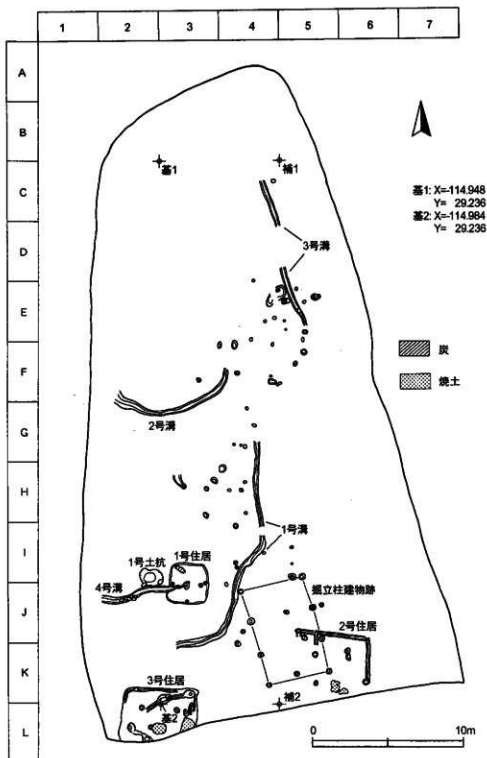 1 2 3 4 5 6 7
A
B
C
D
E
F
G
H
I
J
K
L
基1
補1
基1: X=-114.948
Y= 29.236
基2: X=-114.984
Y= 29.236
3号溝
炭
焼土
2号溝
1号溝
1号土抗
1号住居
4号溝
掘立柱建物跡
2号住居
3号住居
基2
補2
0 10m